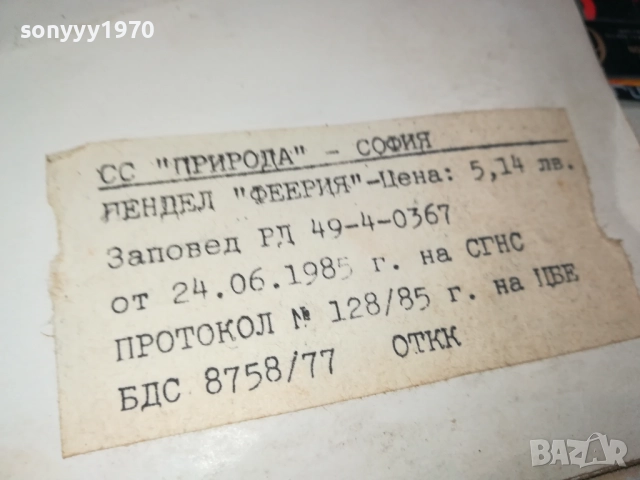 sonyyy1970
СС "ПРИРОДА" - СОФИЯ
ПЕНДЕЛ "ФЕЕРИЯ"-Цена: 5,14 лв.
Заповед РД 49-4-0367
от 24.06.1985 г. на СГНС
ПРОТОКОЛ № 128/85 г. на ЦБЕ
БДС 8758/77 ОТКК
BAZAR